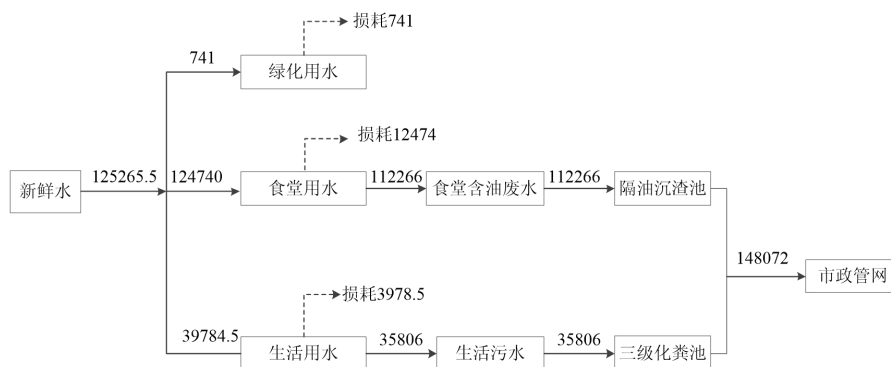 损耗741
741
绿化用水
损耗12474
新鲜水
125265.5
124740
食堂用水
112266
食堂含油废水
112266
隔油沉渣池
148072
市政管网
损耗3978.5
39784.5
生活用水
35806
生活污水
35806
三级化粪池